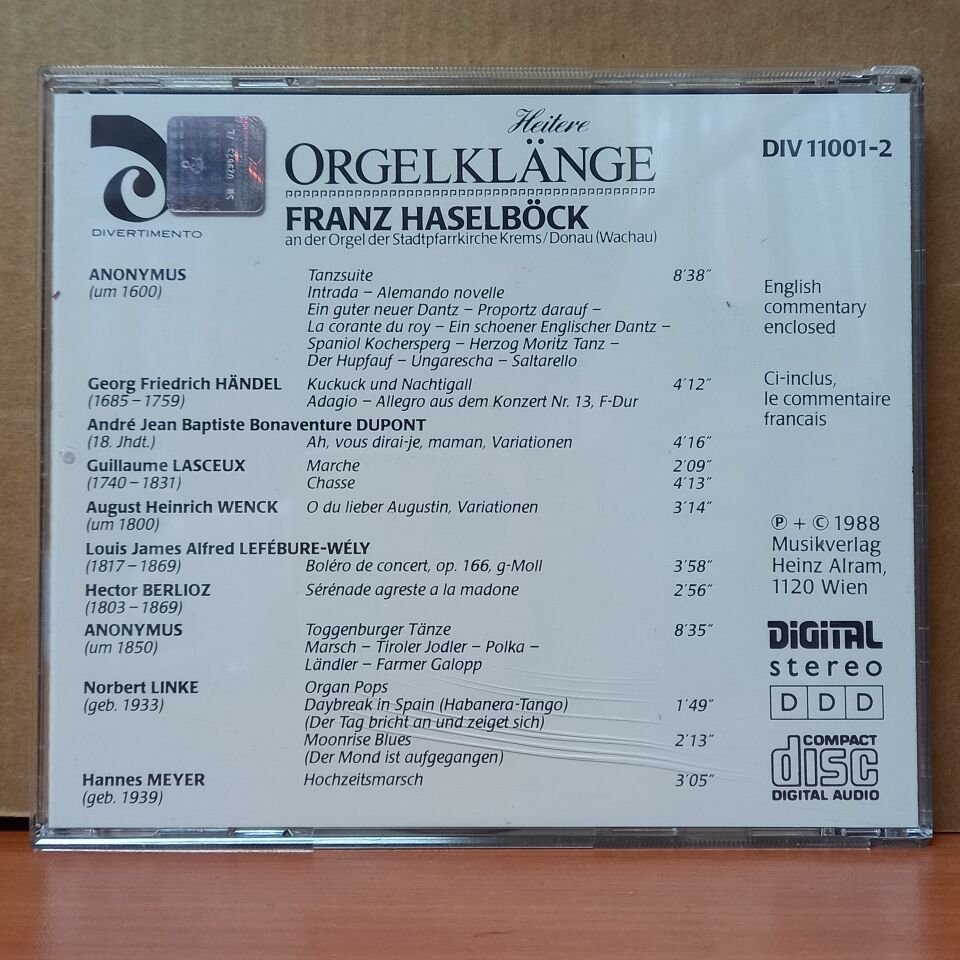 Heitere
ORGELKLÄNGE
DIV 11001-2
DIVERTIMENTO
FRANZ HASELBÖCK
an der Orgel der Stadtpfarrkirche Krems/Donau (Wachau)
ANONYMUS Tanzsuite 8'38"
(um 1600) Intrada – Alemando novelle
Ein guter neuer Dantz – Proportz darauf –
La corante du roy – Ein schoener Englischer Dantz –
Spaniol Kochersperg – Herzog Moritz Tanz –
Der Hupfauf – Ungarescha – Saltarello
Georg Friedrich HÄNDEL Kuckuck und Nachtigall 4'12"
(1685 – 1759) Adagio – Allegro aus dem Konzert Nr. 13, F-Dur
André Jean Baptiste Bonaventure DUPONT
(18. Jhdt.) Ah, vous dirai-je, maman, Variationen 4'16"
Guillaume LASCEUX Marche 2'09"
(1740 – 1831) Chasse 4'13"
August Heinrich WENCK O du lieber Augustin, Variationen 3'14"
(um 1800)
Louis James Alfred LEFÉBURE-WÉLY
(1817 – 1869) Boléro de concert, op. 166, g-Moll 3'58"
Hector BERLIOZ Sérénade agreste a la madone 2'56"
(1803 – 1869)
ANONYMUS Toggenburger Tänze 8'35"
(um 1850) Marsch – Tiroler Jodler – Polka –
Ländler – Farmer Galopp
Norbert LINKE Organ Pops
(geb. 1933) Daybreak in Spain (Habanera-Tango) 1'49"
(Der Tag bricht an und zeiget sich)
Moonrise Blues 2'13"
(Der Mond ist aufgegangen)
Hannes MEYER Hochzeitsmarsch 3'05"
(geb. 1939)
English
commentary
enclosed
Ci-inclus,
le commentaire
francais
℗ + © 1988
Musikverlag
Heinz Alram,
1120 Wien
DIGITAL
stereo
D D D
COMPACT
disc
DIGITAL AUDIO